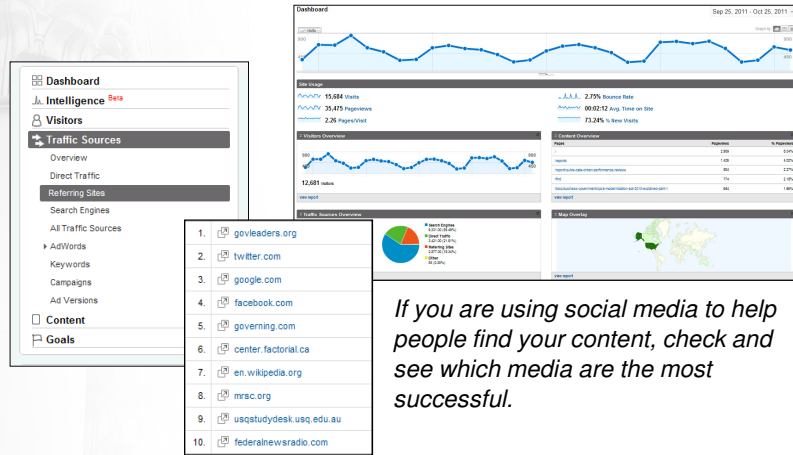 Dashboard
Sep 25, 2011 - Oct 25, 2011
Visits
Graph by:
Site Usage
15,684 Visits
35,475 Pageviews
2.26 Pages/Visit
2.75% Bounce Rate
00:02:12 Avg. Time on Site
73.24% % New Visits
Visitors Overview
12,681 Visitors
view report
Content Overview
Pages Pageviews % Pageviews
view report
Traffic Sources Overview
Search Engines
Direct Traffic
Referring Sites
Other
view report
Map Overlay
view report
Dashboard
Intelligence Beta
Visitors
Traffic Sources
Overview
Direct Traffic
Referring Sites
Search Engines
All Traffic Sources
AdWords
Keywords
Campaigns
Ad Versions
Content
Goals
1. govleaders.org
2. twitter.com
3. google.com
4. facebook.com
5. governing.com
6. center.factorial.ca
7. en.wikipedia.org
8. mrsc.org
9. usqstudydesk.usq.edu.au
10. federalnewsradio.com
If you are using social media to help
people find your content, check and
see which media are the most
successful.